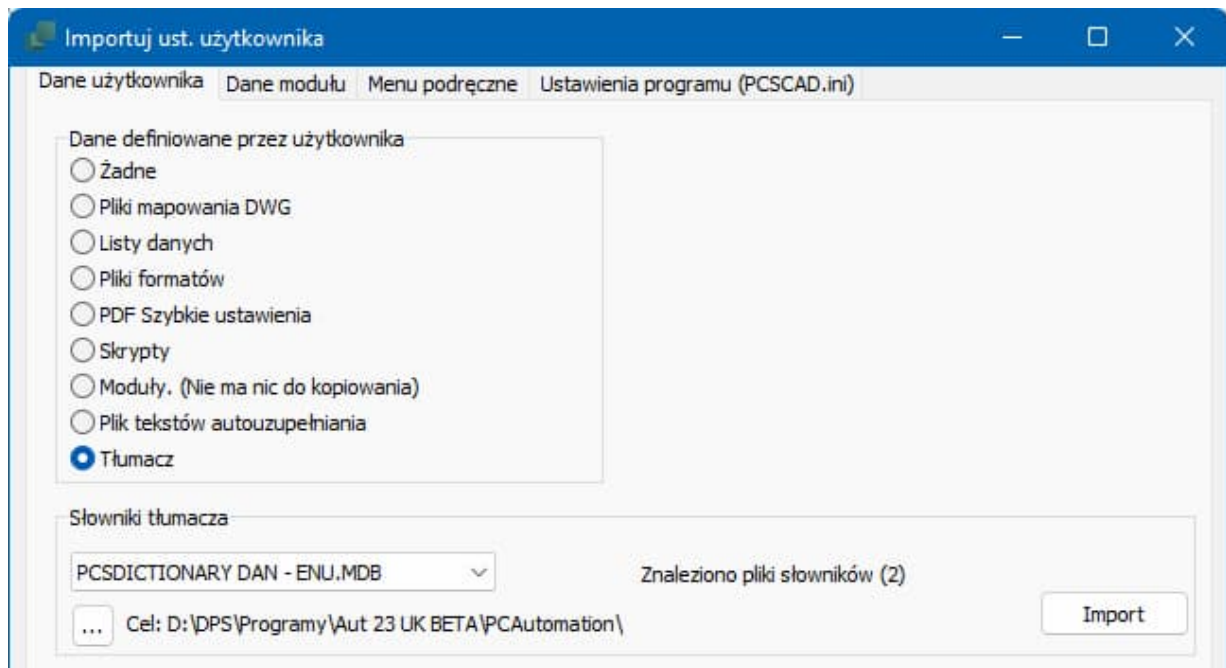 Importuj ust. użytkownika
Dane użytkownika Dane modułu Menu podręczne Ustawienia programu (PCSCAD.ini)
Dane definiowane przez użytkownika
Żadne
Pliki mapowania DWG
Listy danych
Pliki formatów
PDF Szybkie ustawienia
Skrypty
Moduły. (Nie ma nic do kopiowania)
Plik tekstów autouzupełniania
Tłumacz
Słowniki tłumacza
PCSDICTIONARY DAN - ENU.MDB Znaleziono pliki słowników (2)
... Cel: D:\DPS\Programy\Aut 23 UK BETA\PCAutomation\ Import